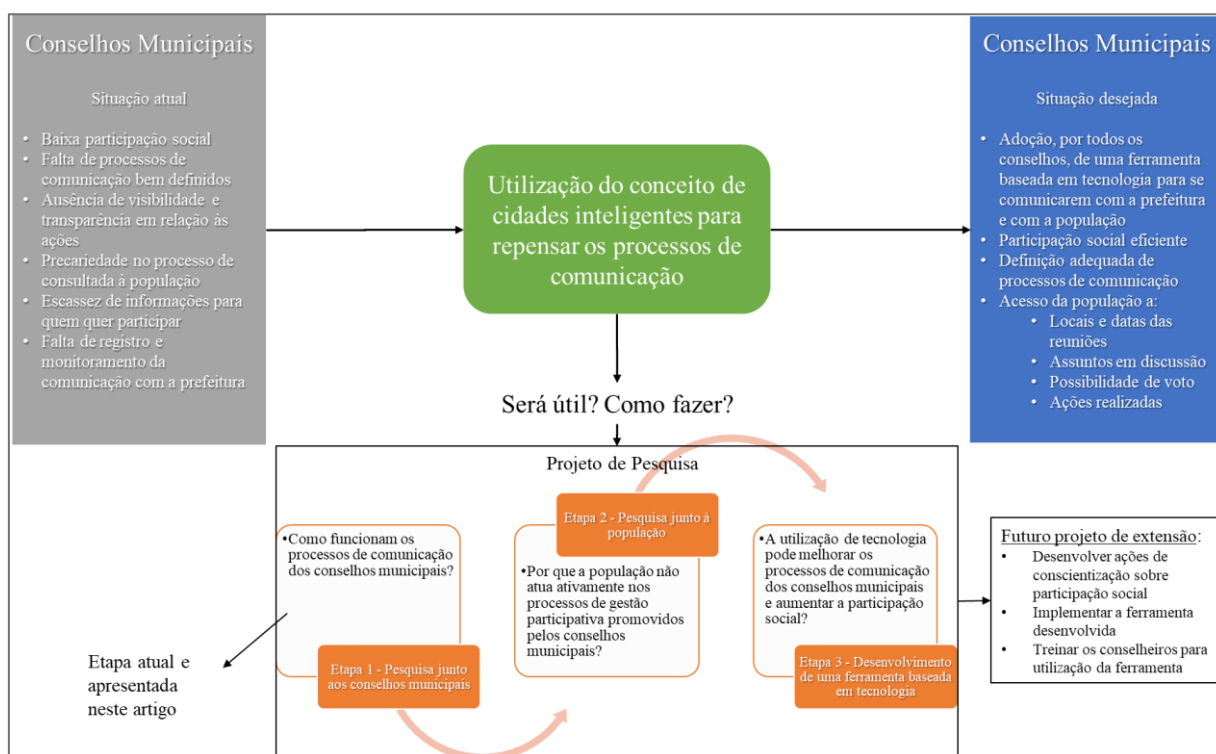 Conselhos Municipais
Situação atual
• Baixa participação social
• Falta de processos de
comunicação bem definidos
• Ausência de visibilidade e
transparência em relação às
ações
• Precariedade no processo de
consultada à população
• Escassez de informações para
quem quer participar
• Falta de registro e
monitoramento da
comunicação com a prefeitura
Utilização do conceito de
cidades inteligentes para
repensar os processos de
comunicação
Conselhos Municipais
Situação desejada
• Adoção, por todos os
conselhos, de uma ferramenta
baseada em tecnologia para se
comunicarem com a prefeitura
e com a população
• Participação social eficiente
• Definição adequada de
processos de comunicação
• Acesso da população a:
• Locais e datas das
reuniões
• Assuntos em discussão
• Possibilidade de voto
• Ações realizadas
Será útil? Como fazer?
Projeto de Pesquisa
•Como funcionam os
processos de comunicação
dos conselhos municipais?
Etapa 1 - Pesquisa junto
aos conselhos municipais
Etapa 2 - Pesquisa junto à
população
•Por que a população não
atua ativamente nos
processos de gestão
participativa promovidos
pelos conselhos
municipais?
•A utilização de tecnologia
pode melhorar os
processos de comunicação
dos conselhos municipais
e aumentar a participação
social?
Etapa 3 - Desenvolvimento
de uma ferramenta baseada
em tecnologia
Etapa atual e
apresentada
neste artigo
Futuro projeto de extensão:
• Desenvolver ações de
conscientização sobre
participação social
• Implementar a ferramenta
desenvolvida
• Treinar os conselheiros para
utilização da ferramenta